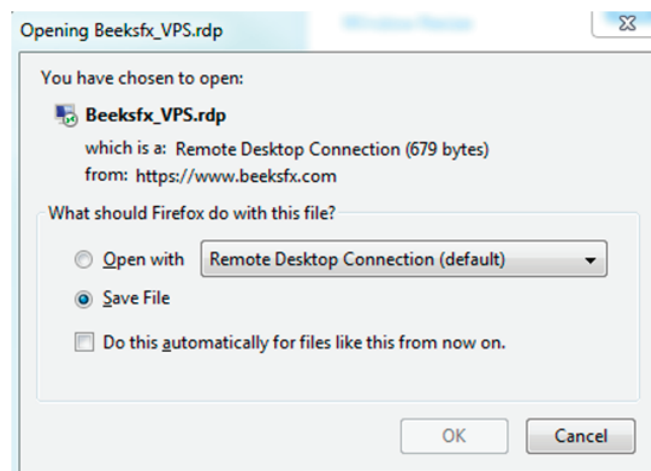 Opening Beeksfx_VPS.rdp
You have chosen to open:
Beeksfx_VPS.rdp
which is a: Remote Desktop Connection (679 bytes)
from: https://www.beeksfx.com
What should Firefox do with this file?
Open with Remote Desktop Connection (default)
Save File
Do this automatically for files like this from now on.
OK Cancel